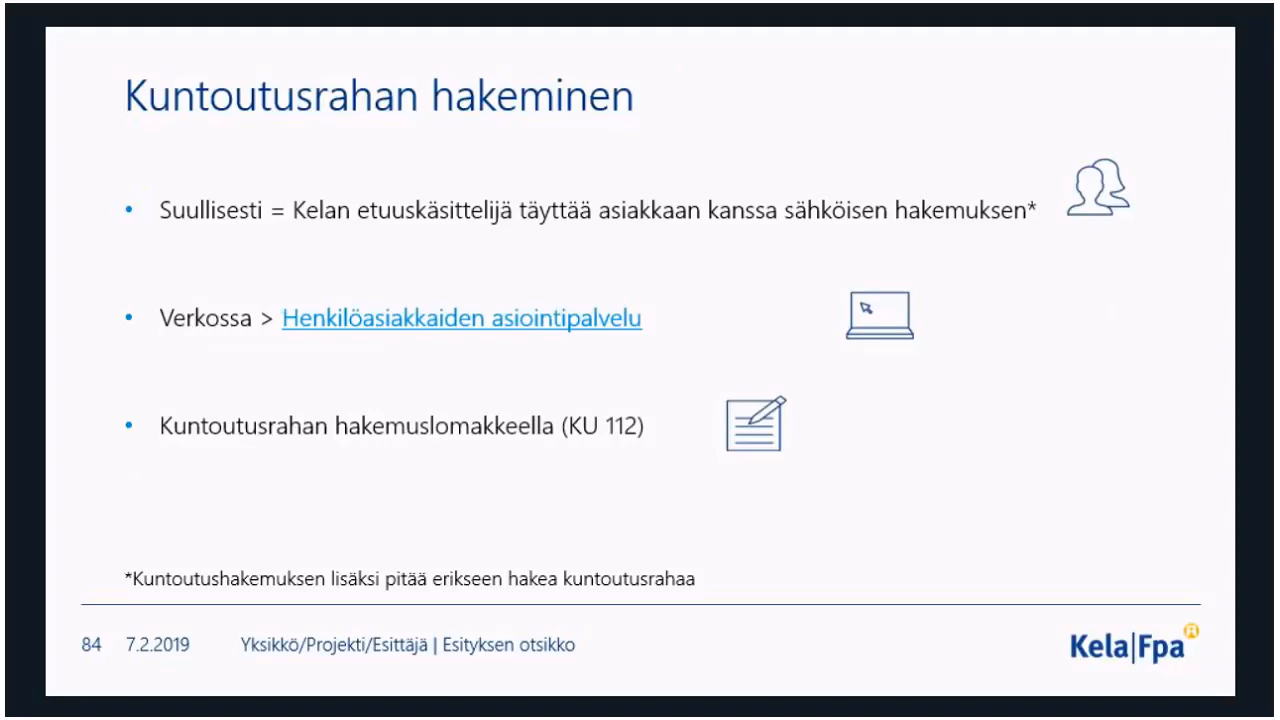 Kuntoutusrahan hakeminen
• Suullisesti = Kelan etuuskäsittelijä täyttää asiakkaan kanssa sähköisen hakemuksen*
• Verkossa > Henkilöasiakkaiden asiointipalvelu
• Kuntoutusrahan hakemuslomakkeella (KU 112)
*Kuntoutushakemuksen lisäksi pitää erikseen hakea kuntoutusrahaa
84 7.2.2019 Yksikkö/Projekti/Esittäjä | Esityksen otsikko
Kela|Fpa